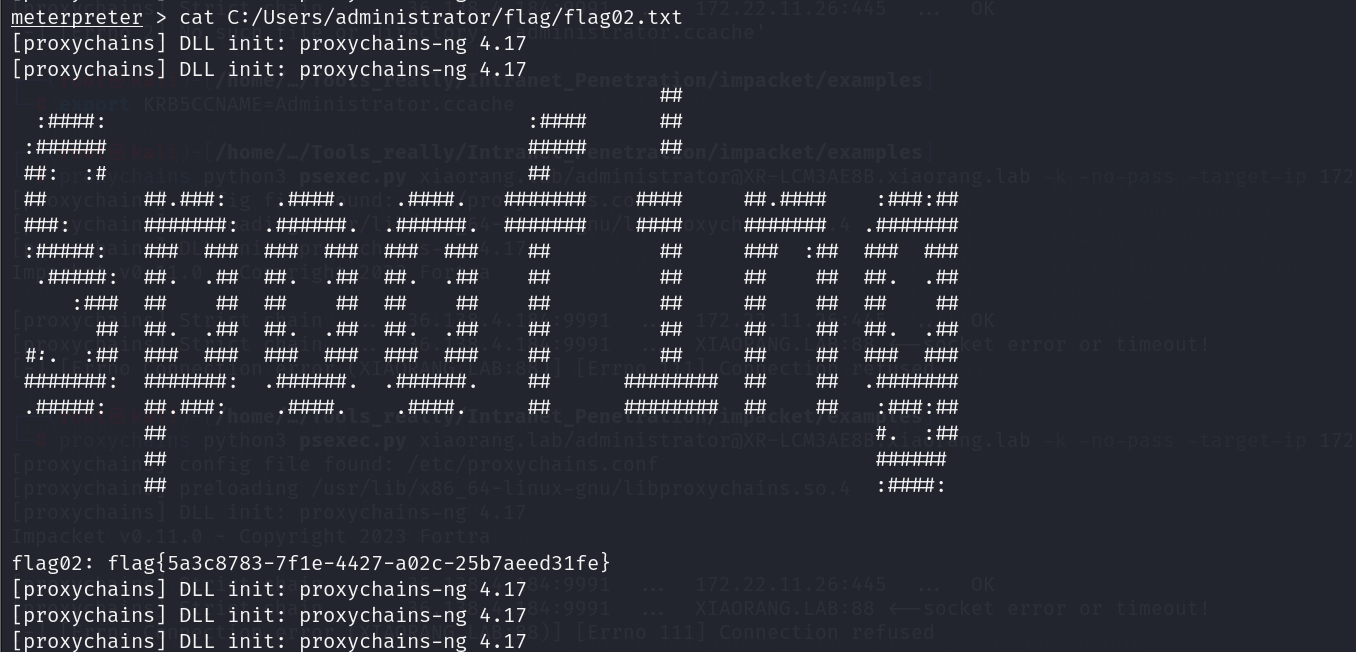 meterpreter > cat C:/Users/administrator/flag/flag02.txt
[proxychains] DLL init: proxychains-ng 4.17
[proxychains] DLL init: proxychains-ng 4.17
                                                      ##
  :####:                                   :####      ##
 :######                                   #####      ##
 ##:  :#                                   ##
 ##        ##.###:    .####.    .####.   #######    ####     ##.####    :###:##
 ###:      #######:  .######.  .######.  #######    ####     #######   .#######
 :######:  ###  ###  ###  ###  ###  ###    ##         ##     ###  :##  ###  ###
  .#####:  ##.  .##  ##.  .##  ##.  .##    ##         ##     ##    ##  ##.  .##
     :###  ##    ##  ##    ##  ##    ##    ##         ##     ##    ##  ##    ##
       ##  ##.  .##  ##.  .##  ##.  .##    ##         ##     ##    ##  ##.  .##
 #:.  :##  ###  ###  ###  ###  ###  ###    ##         ##     ##    ##  ###  ###
 #######:  #######:  .######.  .######.    ##      ########  ##    ##  .#######
 .#####:   ##.###:    .####.    .####.     ##      ########  ##    ##   :###:##
           ##                                                           #.  :##
           ##                                                           ######
           ##                                                           :####:
flag02: flag{5a3c8783-7f1e-4427-a02c-25b7aeed31fe}
[proxychains] DLL init: proxychains-ng 4.17
[proxychains] DLL init: proxychains-ng 4.17
[proxychains] DLL init: proxychains-ng 4.17